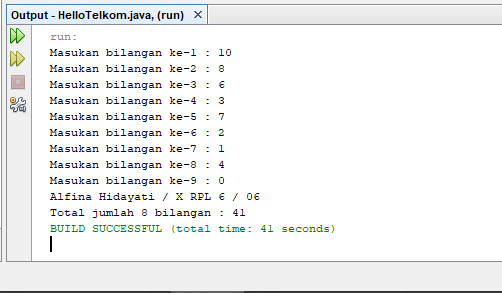 Output - HelloTelkom.java, (run)
run:
Masukan bilangan ke-1 : 10
Masukan bilangan ke-2 : 8
Masukan bilangan ke-3 : 6
Masukan bilangan ke-4 : 3
Masukan bilangan ke-5 : 7
Masukan bilangan ke-6 : 2
Masukan bilangan ke-7 : 1
Masukan bilangan ke-8 : 4
Masukan bilangan ke-9 : 0
Alfina Hidayati / X RPL 6 / 06
Total jumlah 8 bilangan : 41
BUILD SUCCESSFUL (total time: 41 seconds)